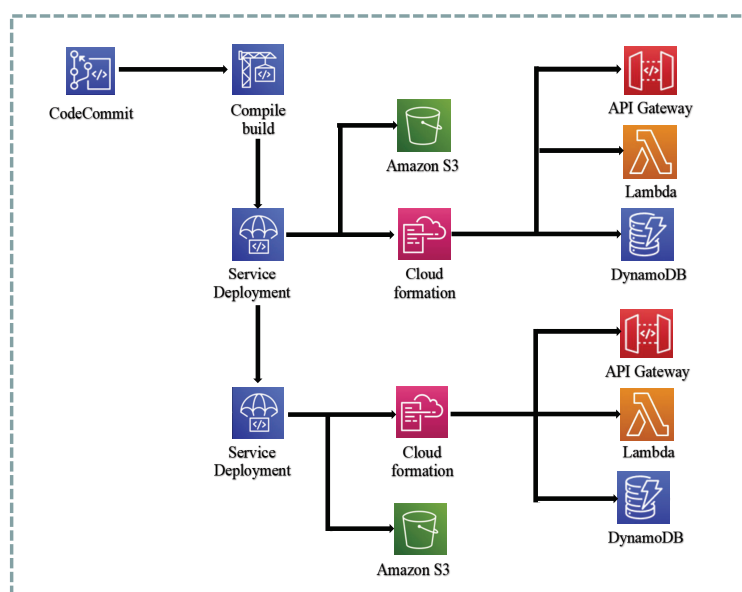 CodeCommit
Compile
build
API Gateway
Amazon S3
Lambda
Service
Deployment
Cloud
formation
DynamoDB
API Gateway
Service
Deployment
Cloud
formation
Lambda
DynamoDB
Amazon S3